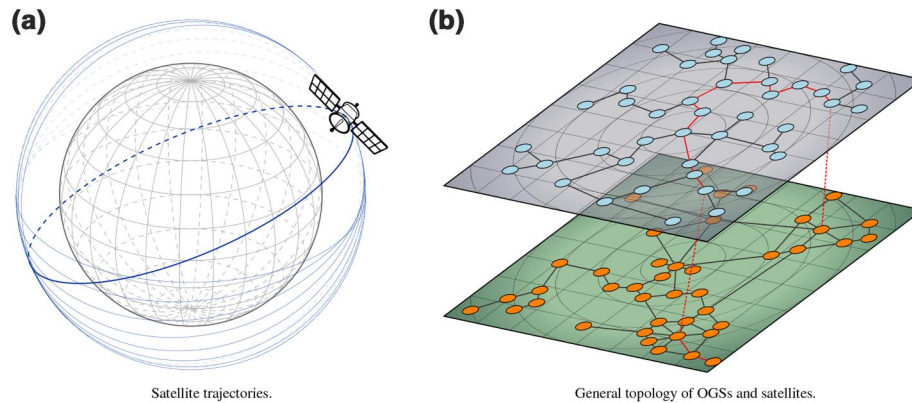 (a)
(b)
Satellite trajectories.
General topology of OGSs and satellites.